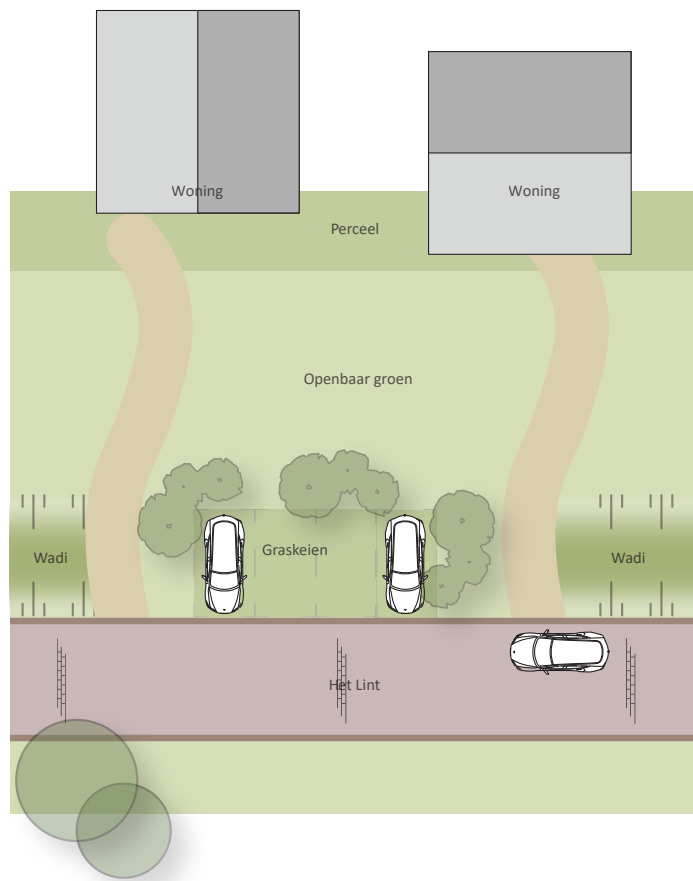 Woning
Woning
Perceel
Openbaar groen
Graskeien
Wadi
Wadi
Het Lint